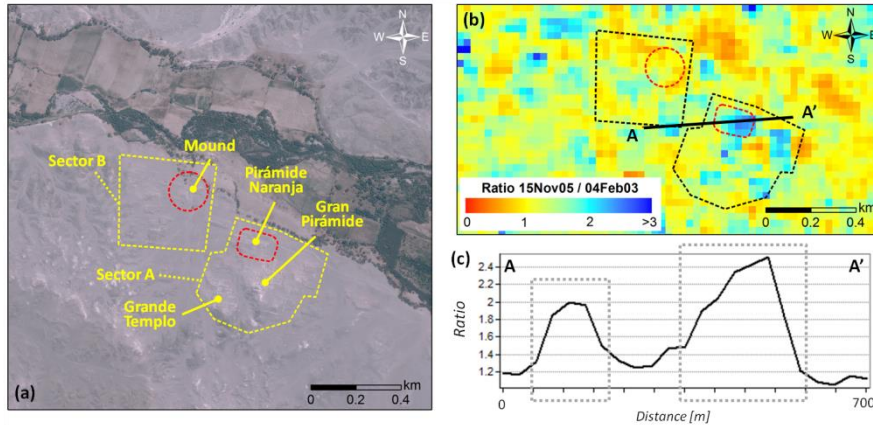 N
W E
S
Mound
Sector B
Pirámide
Naranja
Gran
Pirámide
Sector A
Grande
Templo
km
0 0.2 0.4
(a)
(b)
N
W E
S
A A'
Ratio 15Nov05 / 04Feb03
0 1 2 >3
km
0 0.2 0.4
(c)
A A'
Ratio
2.4
2.2
2.0
1.8
1.6
1.4
1.2
0 700
Distance [m]